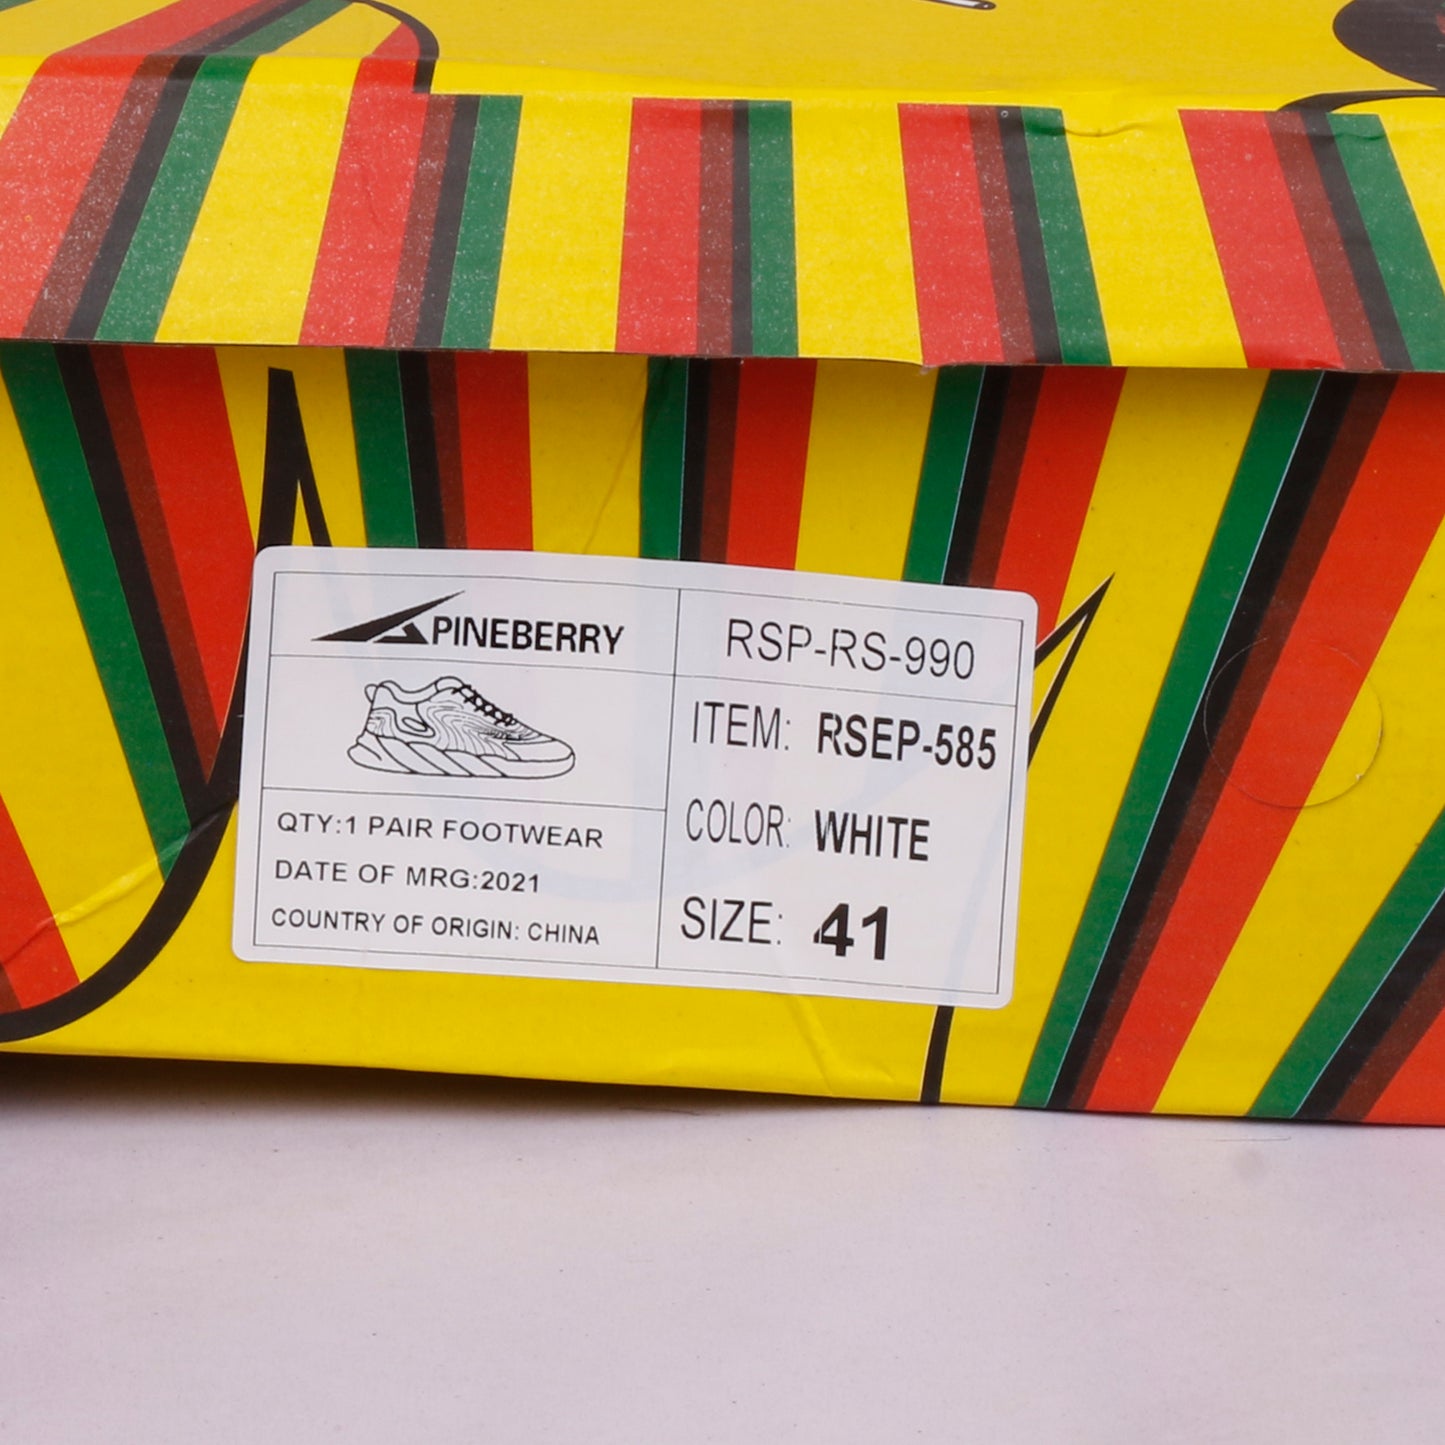 PINEBERRY
RSP-RS-990
ITEM: RSEP-585
COLOR: WHITE
SIZE: 41
QTY:1 PAIR FOOTWEAR
DATE OF MRG:2021
COUNTRY OF ORIGIN: CHINA